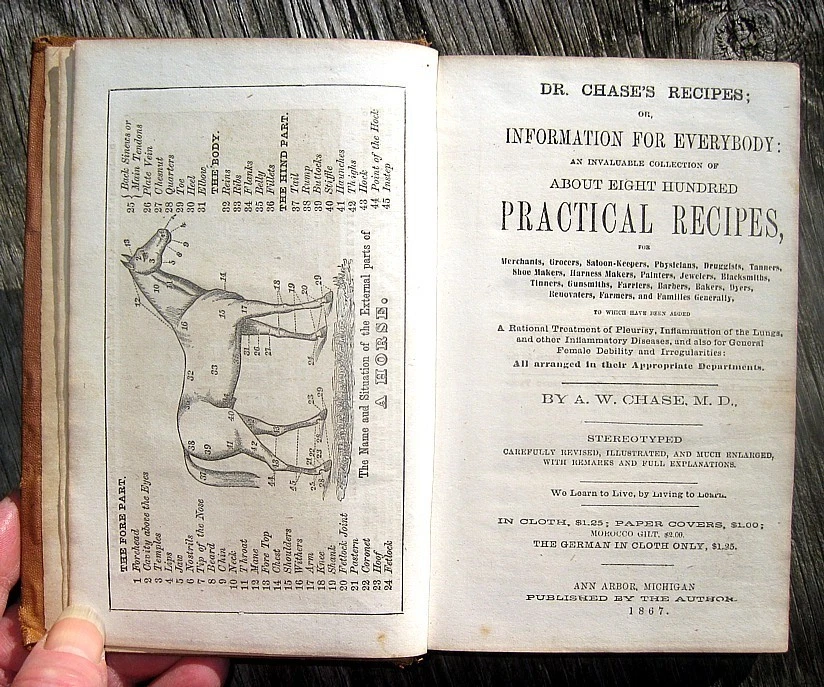 THE FORE PART.
1 Forehead
2 Cavity above the Eyes
3 Temples
4 Lips
5 Jaw
6 Nostrils
7 Tip of the Nose
8 Beard
9 Chin
10 Neck
11 Throat
12 Mane
13 Fore Top
14 Chest
15 Shoulders
16 Withers
17 Arm
18 Knee
19 Shank
20 Fetlock Joint
21 Pastern
22 Coronet
23 Hoof
24 Fetlock
25 { Back Sinews or
Main Tendons
26 Plate Vein
27 Chesnut
28 Quarters
29 Toe
30 Heel
31 Elbow
THE BODY.
32 Reins
33 Ribs
34 Flanks
35 Belly
36 Fillets
THE HIND PART.
37 Tail
38 Rump
39 Buttocks
40 Stiffle
41 Haunches
42 Thighs
43 Hock
44 Point of the Hock
45 Instep
The Name and Situation of the External parts of
A HORSE.
DR. CHASE'S RECIPES;
OR,
INFORMATION FOR EVERYBODY:
AN INVALUABLE COLLECTION OF
ABOUT EIGHT HUNDRED
PRACTICAL RECIPES,
FOR
Merchants, Grocers, Saloon-Keepers, Physicians, Druggists, Tanners,
Shoe Makers, Harness Makers, Painters, Jewelers, Blacksmiths,
Tinners, Gunsmiths, Farriers, Barbers, Bakers, Dyers,
Renovaters, Farmers, and Families Generally,
TO WHICH HAVE BEEN ADDED
A Rational Treatment of Pleurisy, Inflammation of the Lungs,
and other Inflammatory Diseases, and also for General
Female Debility and Irregularities:
All arranged in their Appropriate Departments.
BY A. W. CHASE, M. D.,
STEREOTYPED
CAREFULLY REVISED, ILLUSTRATED, AND MUCH ENLARGED,
WITH REMARKS AND FULL EXPLANATIONS.
We Learn to Live, by Living to Learn.
IN CLOTH, $1.25; PAPER COVERS, $1.00;
MOROCCO GILT, $2.00.
THE GERMAN IN CLOTH ONLY, $1.25.
ANN ARBOR, MICHIGAN
PUBLISHED BY THE AUTHOR.
1867.